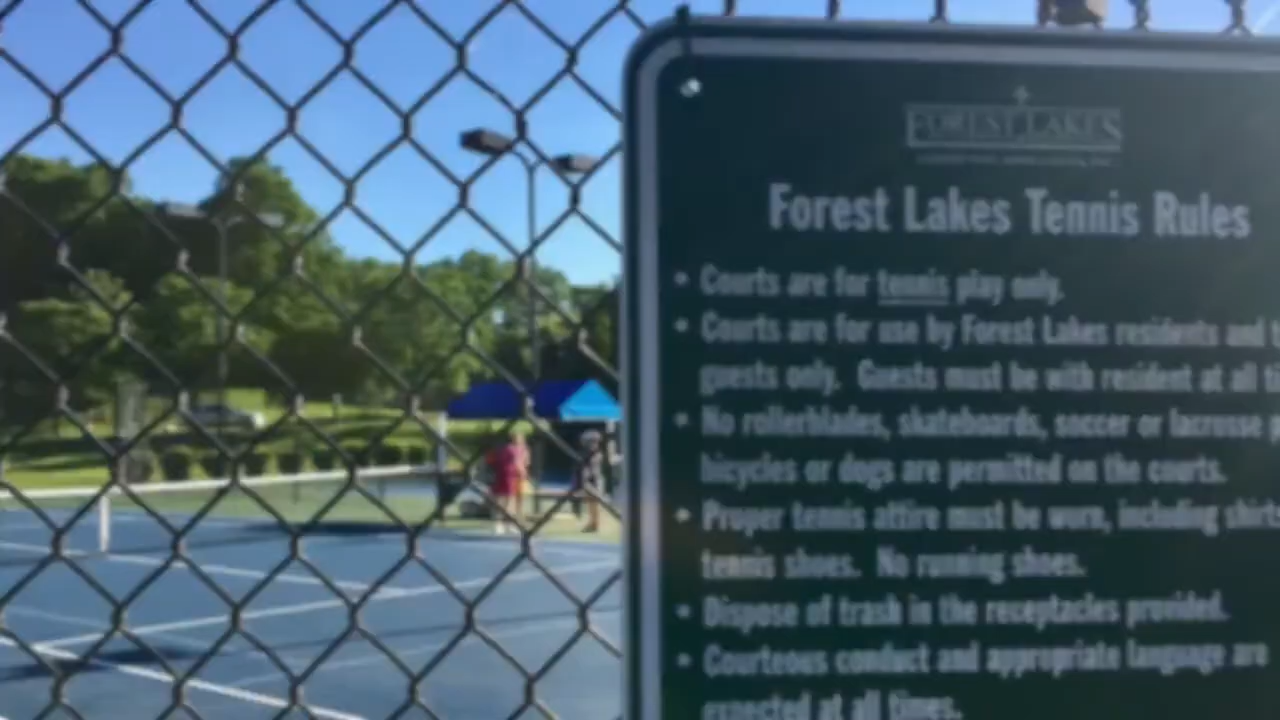 FOREST LAKES
Forest Lakes Tennis Rules
• Courts are for tennis play only.
• Courts are for use by Forest Lakes residents and
guests only. Guests must be with resident at all
• No rollerblades, skateboards, soccer or lacrosse
bicycles or dogs are permitted on the courts.
• Proper tennis attire must be worn, including shirts
tennis shoes. No running shoes.
• Dispose of trash in the receptacles provided.
• Courteous conduct and appropriate language are
expected at all times.